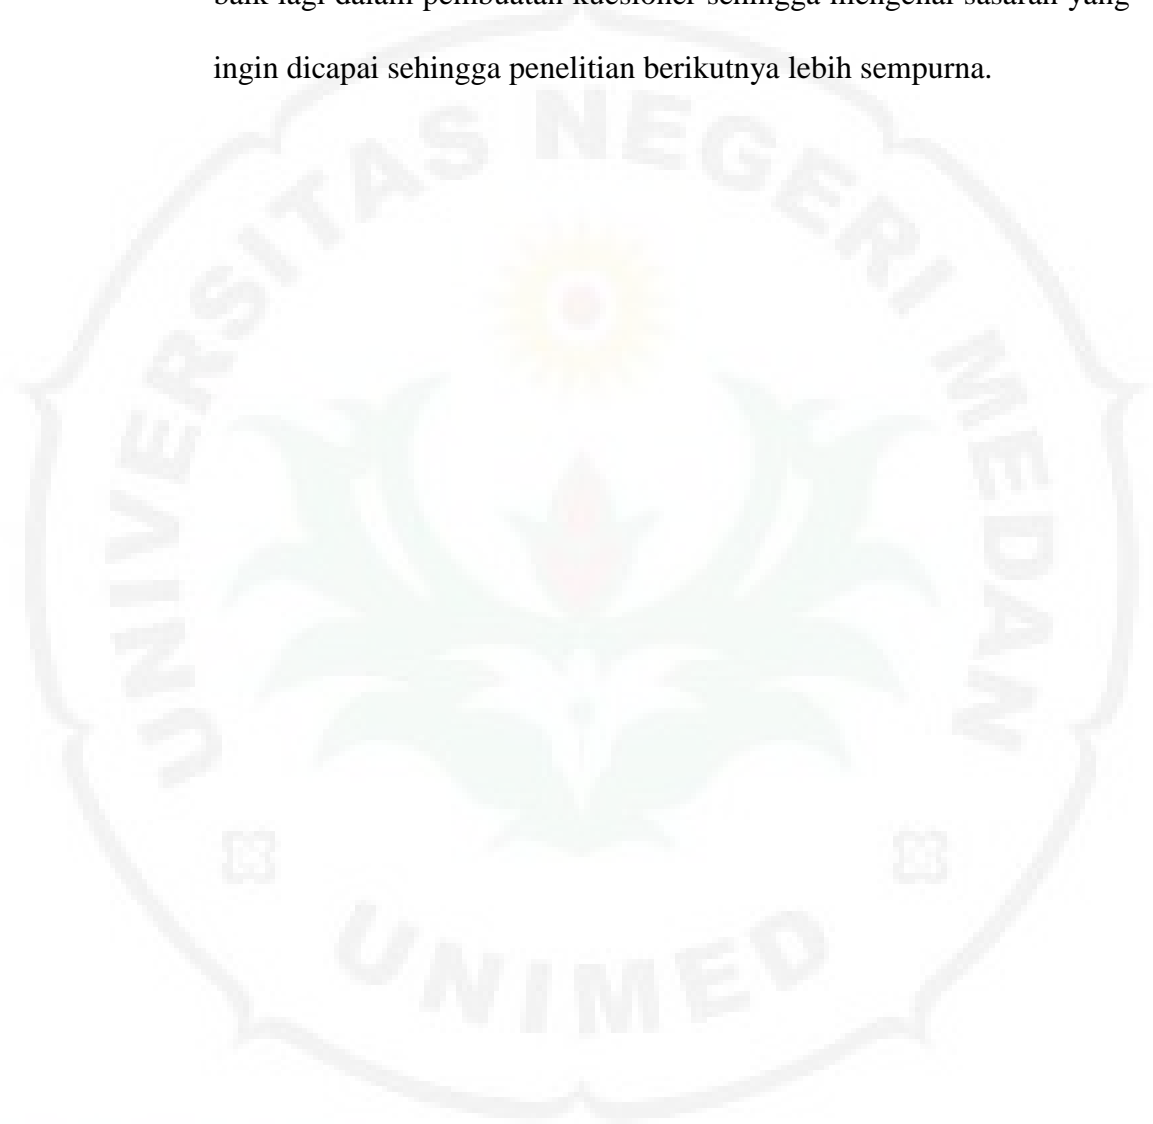 baik lagi dalam pembuatan kuesioner sehingga mengenai sasaran yang
ingin dicapai sehingga penelitian berikutnya lebih sempurna.
UNIVERSITAS NEGERI MEDAN
UNIMED